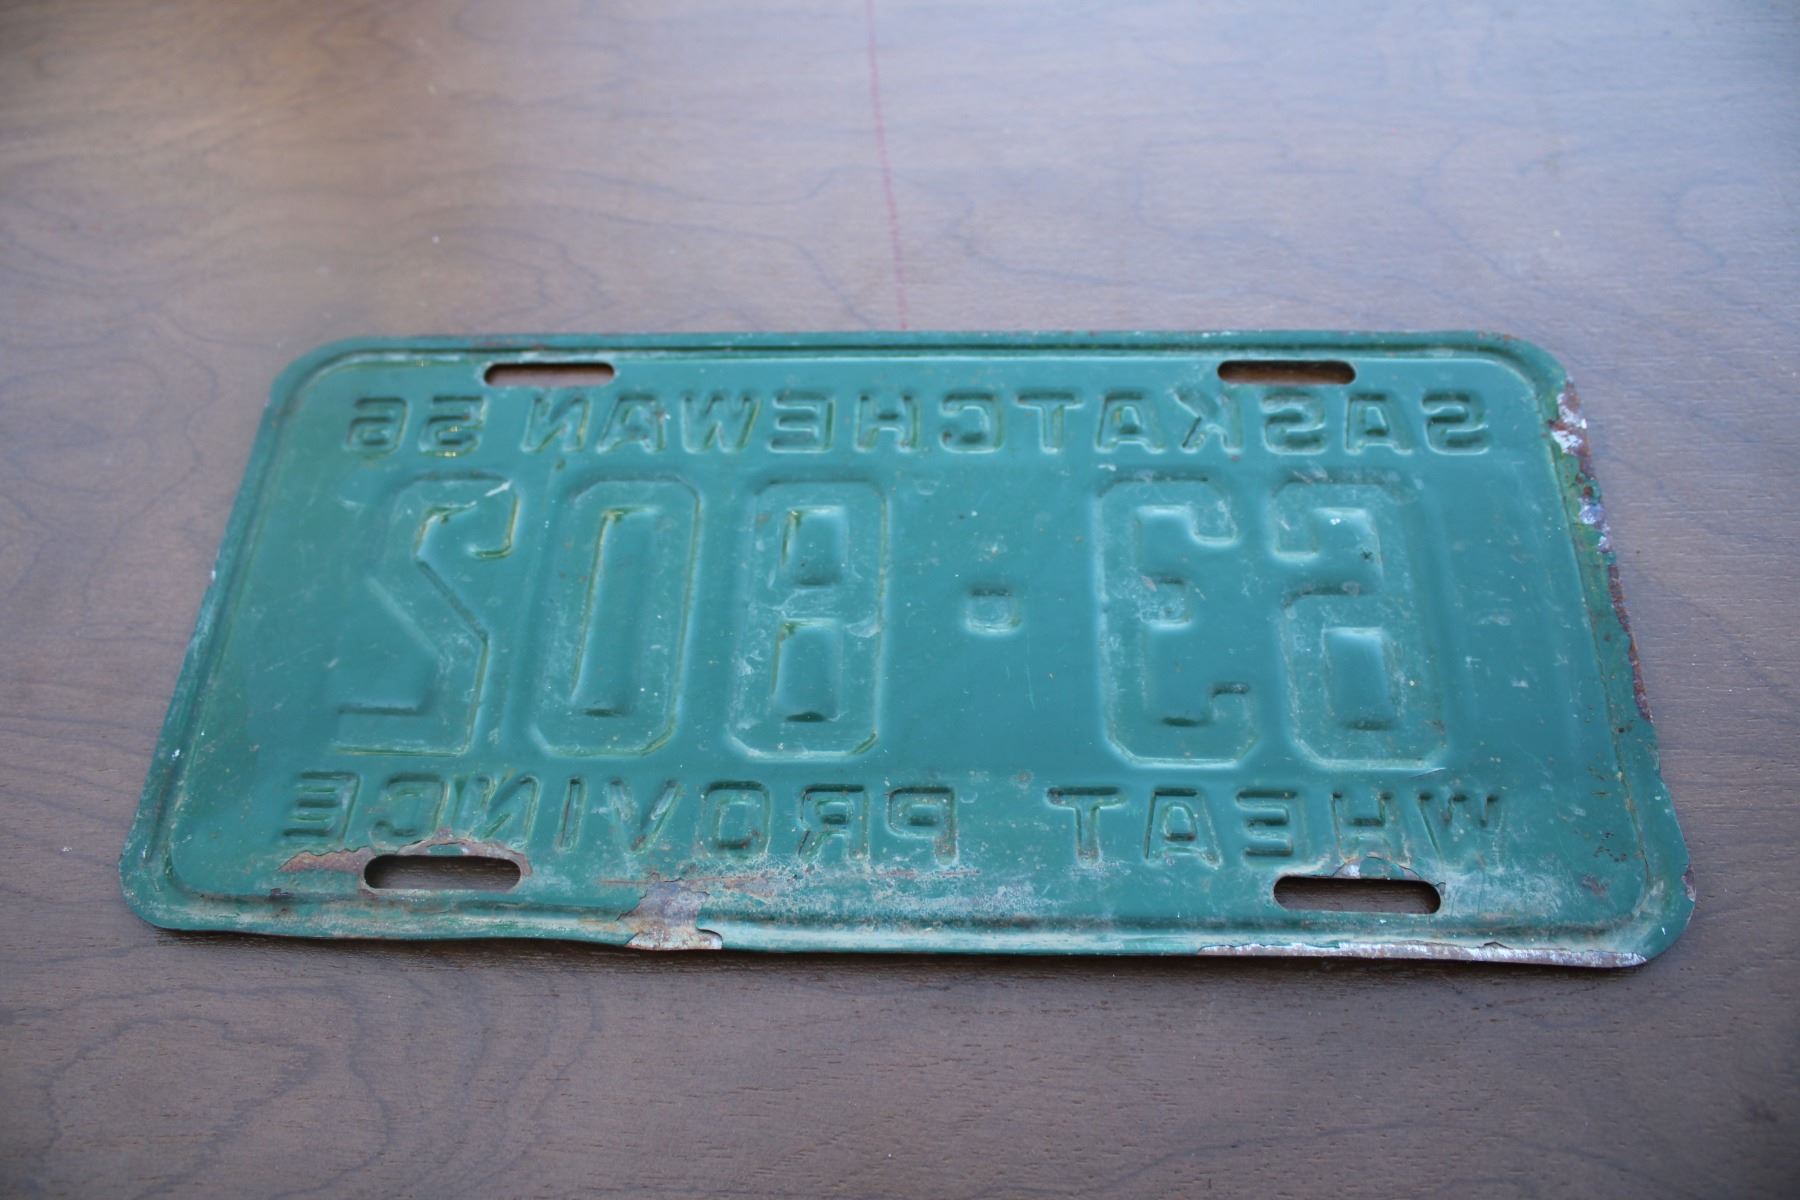 SASKATCHEWAN 56
63·802
WHEAT PROVINCE